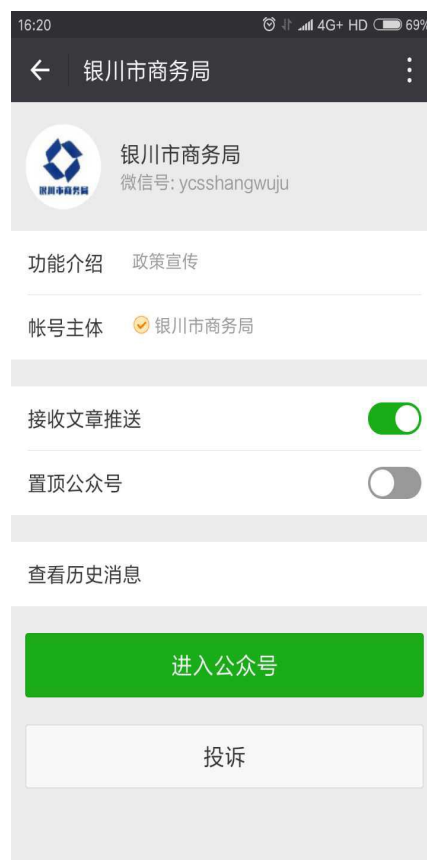 16:20 4G+ HD 69%
银川市商务局
银川市商务局
银川市商务局
微信号: ycsshangwuju
功能介绍 政策宣传
帐号主体 银川市商务局
接收文章推送
置顶公众号
查看历史消息
进入公众号
投诉